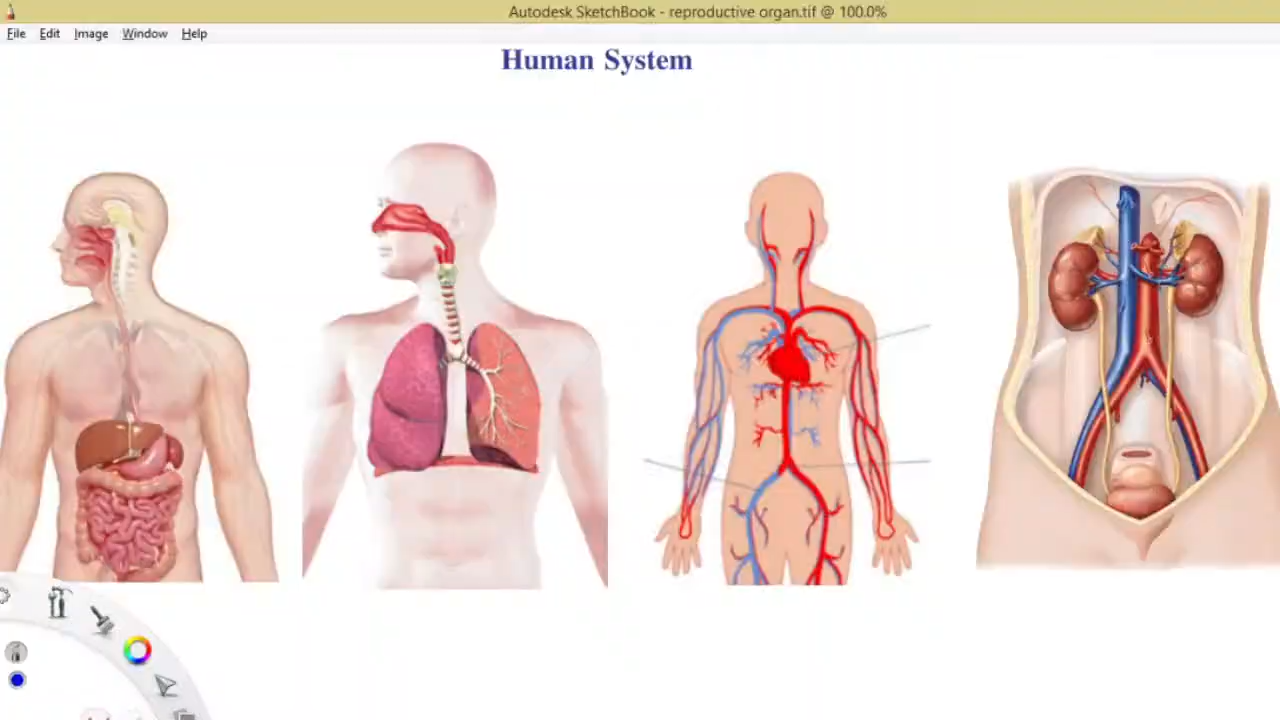 Autodesk SketchBook - reproductive organ.tif @ 100.0%
File Edit Image Window Help
Human System